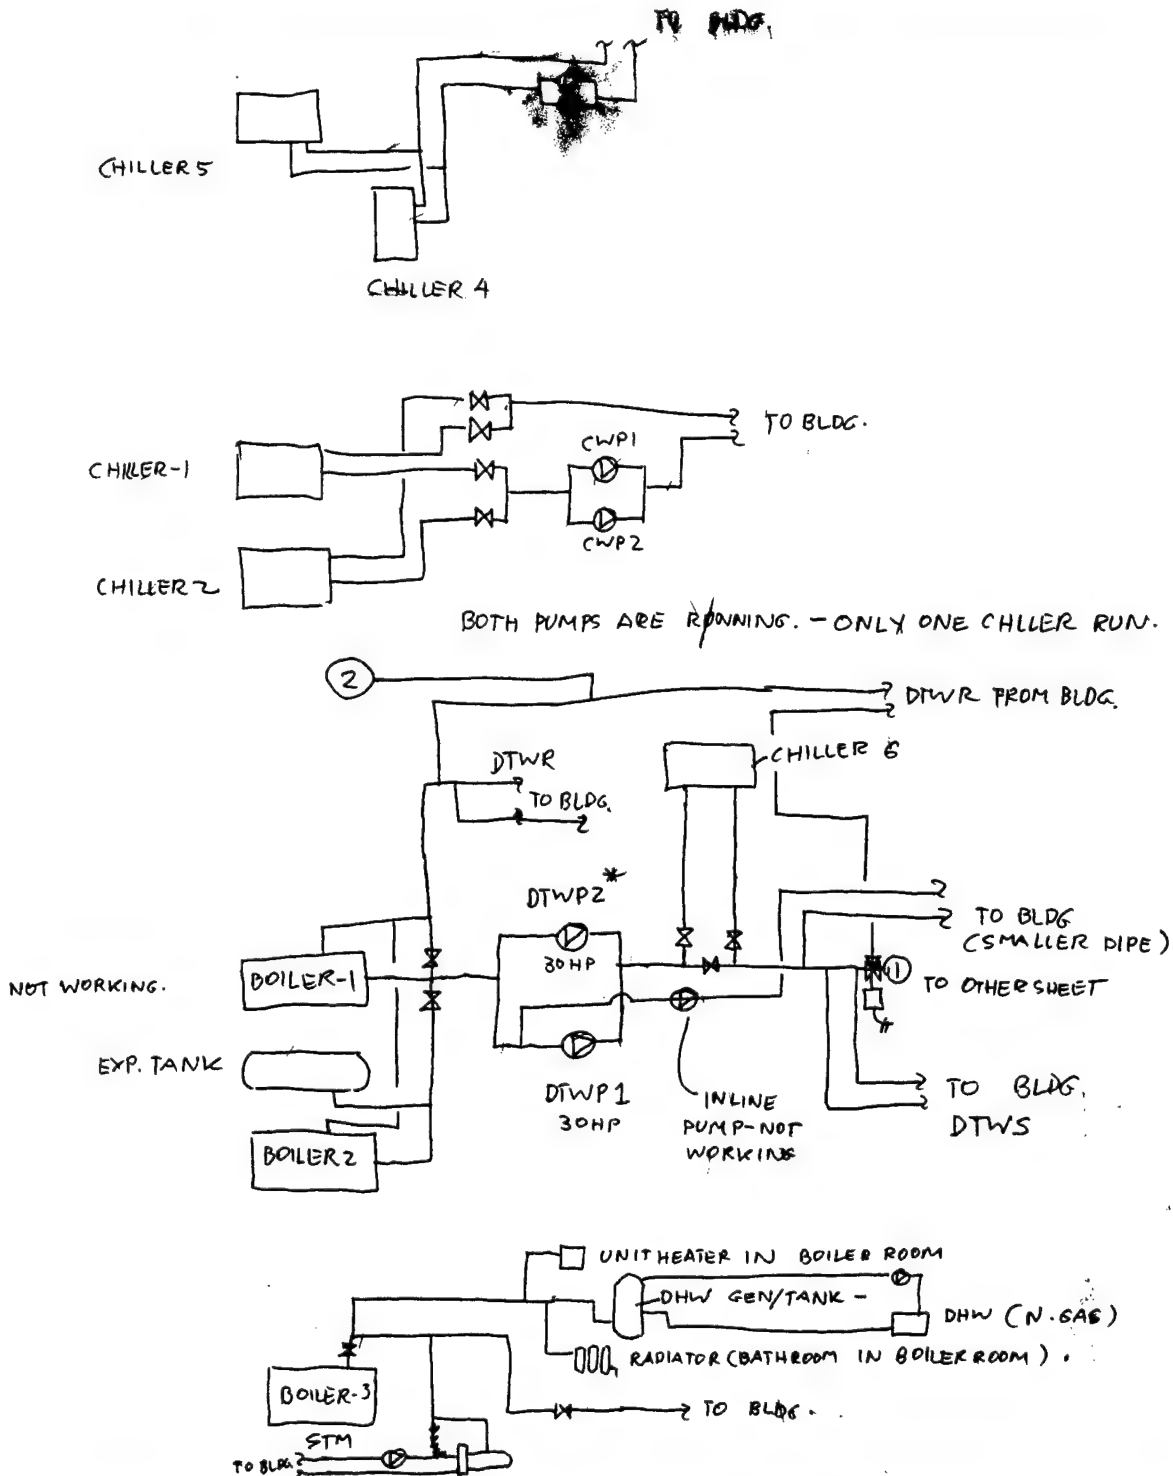 TO BLDG.
CHILLER 5
CHILLER 4
TO BLDG.
CWP1
CHILLER-1
CWP2
CHILLER 2
BOTH PUMPS ARE RUNNING. - ONLY ONE CHLLER RUN.
2
DTWR FROM BLDG.
CHILLER 6
DTWR
TO BLDG.
DTWP2*
30HP
TO BLDG
(SMALLER PIPE)
BOILER-1
NOT WORKING.
1
TO OTHER SHEET
EXP. TANK
DTWP1
30HP
INLINE
PUMP-NOT
WORKING
TO BLDG.
DTWS
BOILER 2
UNIT HEATER IN BOILER ROOM
DHW GEN/TANK -
DHW (N.GAS)
RADIATOR (BATHROOM IN BOILER ROOM).
BOILER-3
TO BLDG.
STM
TO BLDG.